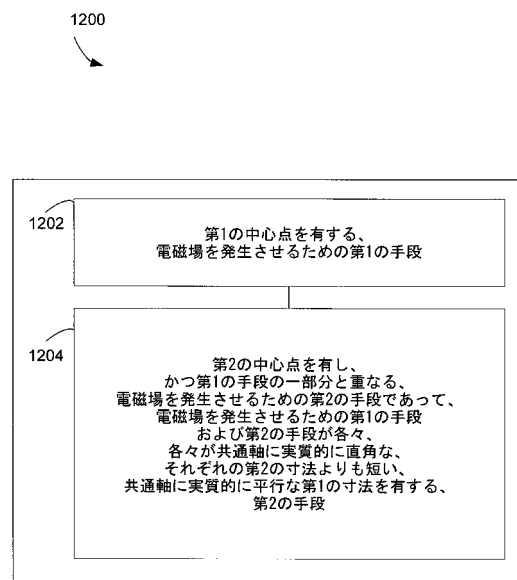 1200
1202
第1の中心点を有する、
電磁場を発生させるための第1の手段
1204
第2の中心点を有し、
かつ第1の手段の一部分と重なる、
電磁場を発生させるための第2の手段であって、
電磁場を発生させるための第1の手段
および第2の手段が各々、
各々が共通軸に実質的に直角な、
それぞれの第2の寸法よりも短い、
共通軸に実質的に平行な第1の寸法を有する、
第2の手段